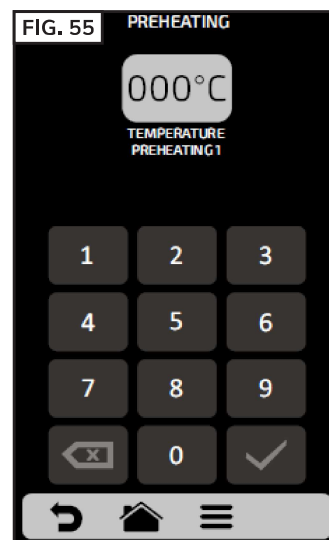 FIG. 55
PREHEATING
000°C
TEMPERATURE
PREHEATING 1
1 2 3
4 5 6
7 8 9
0